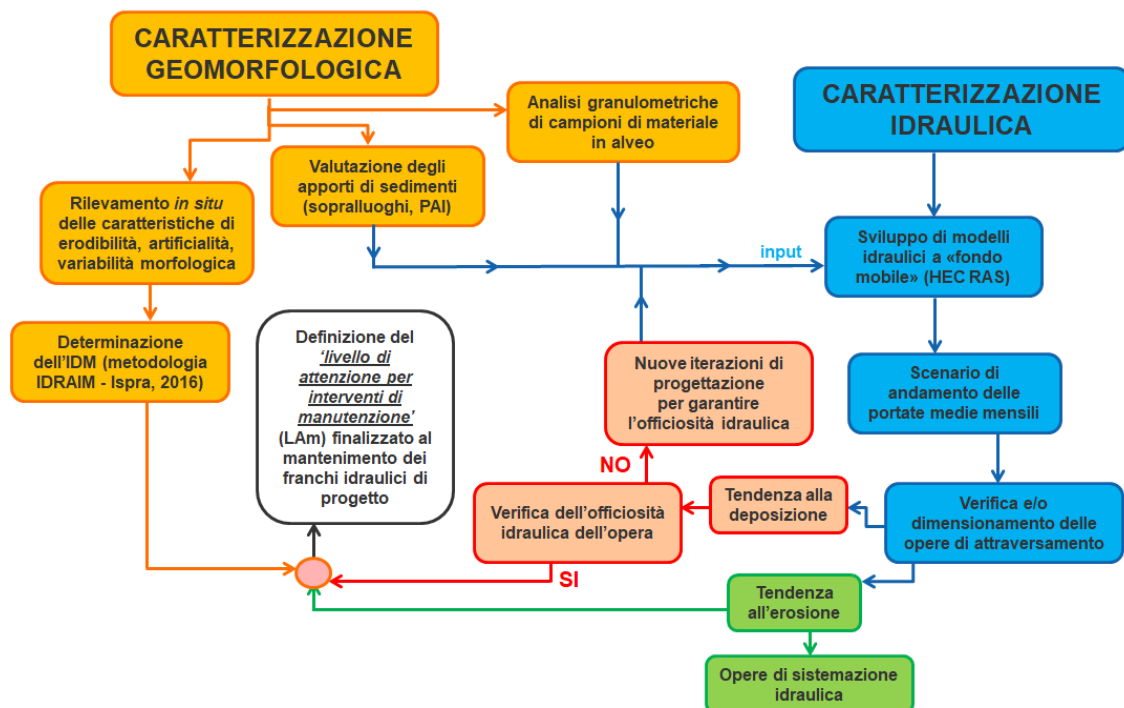 CARATTERIZZAZIONE
GEOMORFOLOGICA
Analisi granulometriche
di campioni di materiale
in alveo
CARATTERIZZAZIONE
IDRAULICA
Valutazione degli
apporti di sedimenti
(sopralluoghi, PAI)
Rilevamento in situ
delle caratteristiche di
erodibilità, artificialità,
variabilità morfologica
input
Sviluppo di modelli
idraulici a «fondo
mobile» (HEC RAS)
Determinazione
dell'IDM (metodologia
IDRAIM - Ispra, 2016)
Definizione del
'livello di
attenzione per
interventi di
manutenzione'
(LAm) finalizzato al
mantenimento dei
franchi idraulici di
progetto
Nuove iterazioni di
progettazione
per garantire
l'officiosità idraulica
Scenario di
andamento delle
portate medie mensili
NO
Verifica dell'officiosità
idraulica dell'opera
Tendenza alla
deposizione
Verifica e/o
dimensionamento delle
opere di attraversamento
SI
Tendenza
all'erosione
Opere di sistemazione
idraulica